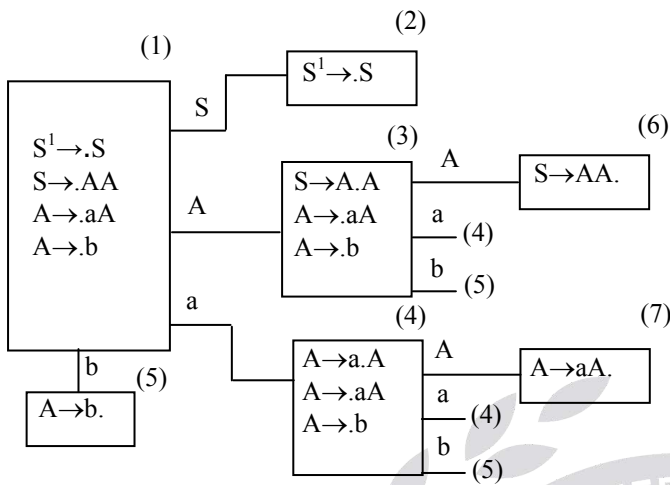 (1)
S¹→.S
S→.AA
A→.aA
A→.b
S
(2)
S¹→.S
A
(3)
S→A.A
A→.aA
A→.b
A
(6)
S→AA.
a
(4)
b
(5)
a
(4)
A→a.A
A→.aA
A→.b
A
(7)
A→aA.
a
(4)
b
(5)
b
(5)
A→b.